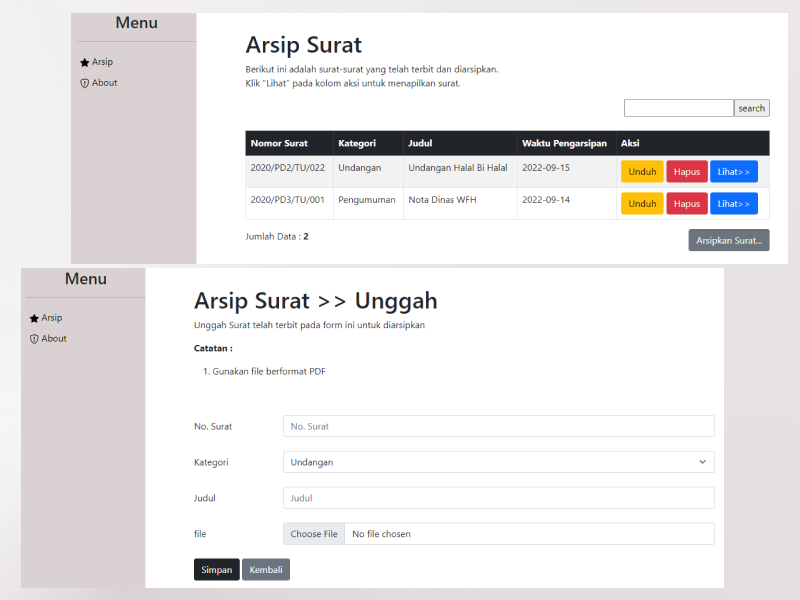 Menu
Arsip
About
Arsip Surat
Berikut ini adalah surat-surat yang telah terbit dan diarsipkan.
Klik "Lihat" pada kolom aksi untuk menapilkan surat.
search
Nomor Surat Kategori Judul Waktu Pengarsipan Aksi
2020/PD2/TU/022 Undangan Undangan Halal Bi Halal 2022-09-15 Unduh Hapus Lihat>>
2020/PD3/TU/001 Pengumuman Nota Dinas WFH 2022-09-14 Unduh Hapus Lihat>>
Jumlah Data : 2
Arsipkan Surat...
Menu
Arsip
About
Arsip Surat >> Unggah
Unggah Surat telah terbit pada form ini untuk diarsipkan
Catatan :
1. Gunakan file berformat PDF
No. Surat No. Surat
Kategori Undangan
Judul Judul
file Choose File No file chosen
Simpan Kembali